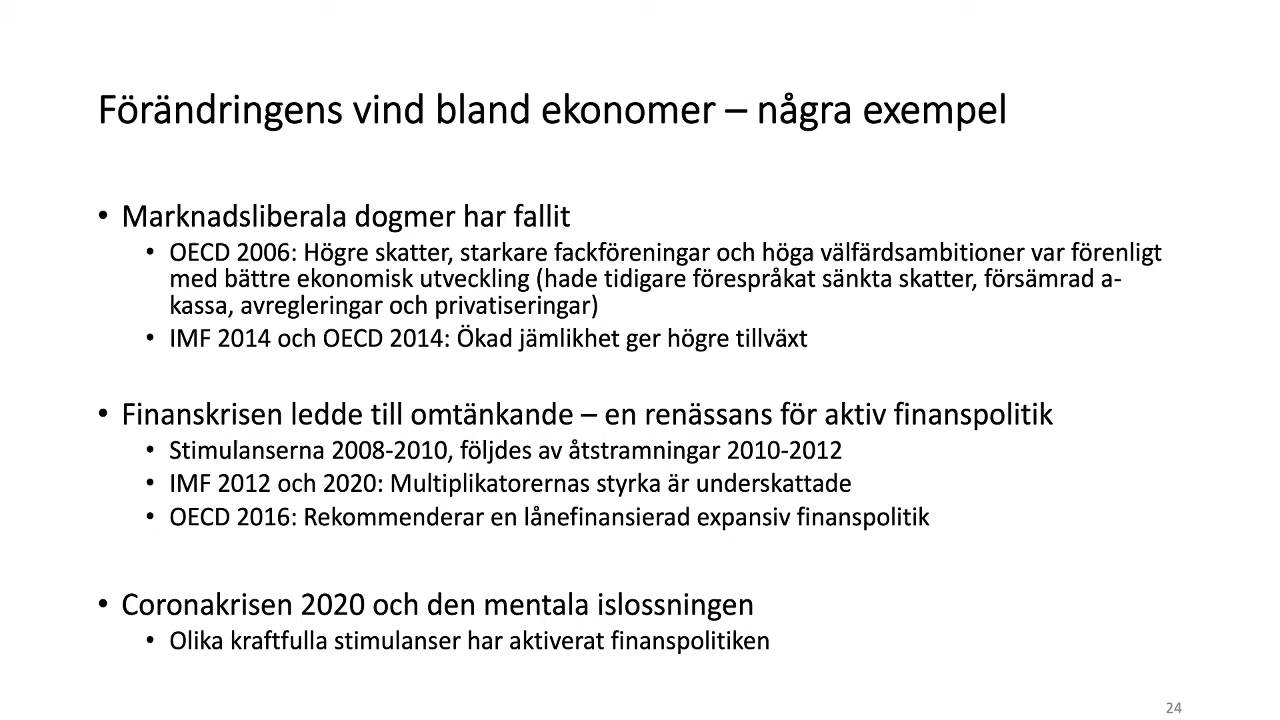 Förändringens vind bland ekonomer – några exempel
• Marknadsliberala dogmer har fallit
• OECD 2006: Högre skatter, starkare fackföreningar och höga välfärdsambitioner var förenligt
med bättre ekonomisk utveckling (hade tidigare förespråkat sänkta skatter, försämrad a-
kassa, avregleringar och privatiseringar)
• IMF 2014 och OECD 2014: Ökad jämlikhet ger högre tillväxt
• Finanskrisen ledde till omtänkande – en renässans för aktiv finanspolitik
• Stimulanserna 2008-2010, följdes av åtstramningar 2010-2012
• IMF 2012 och 2020: Multiplikatorernas styrka är underskattade
• OECD 2016: Rekommenderar en lånefinansierad expansiv finanspolitik
• Coronakrisen 2020 och den mentala islossningen
• Olika kraftfulla stimulanser har aktiverat finanspolitiken
24